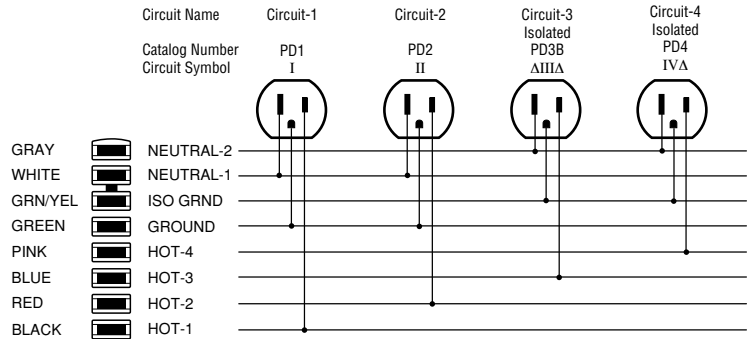 Circuit Name Circuit-1 Circuit-2 Circuit-3 Circuit-4
Isolated Isolated
Catalog Number PD1 PD2 PD3B PD4
Circuit Symbol I II ΔIIIΔ IVΔ
GRAY NEUTRAL-2
WHITE NEUTRAL-1
GRN/YEL ISO GRND
GREEN GROUND
PINK HOT-4
BLUE HOT-3
RED HOT-2
BLACK HOT-1